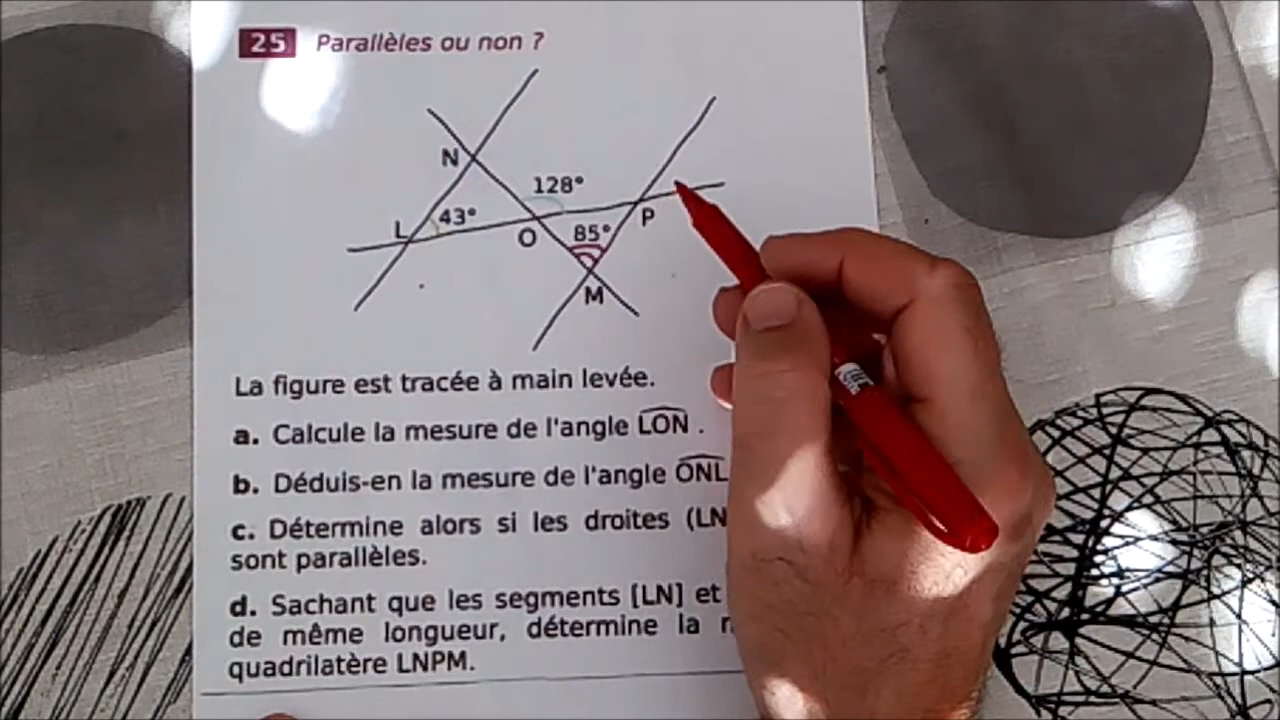 25 Parallèles ou non ?
N
128°
L 43°
P
O 85°
M
La figure est tracée à main levée.
a. Calcule la mesure de l'angle LON .
b. Déduis-en la mesure de l'angle ONL
c. Détermine alors si les droites (LN
sont parallèles.
d. Sachant que les segments [LN] et
de même longueur, détermine la
quadrilatère LNPM.